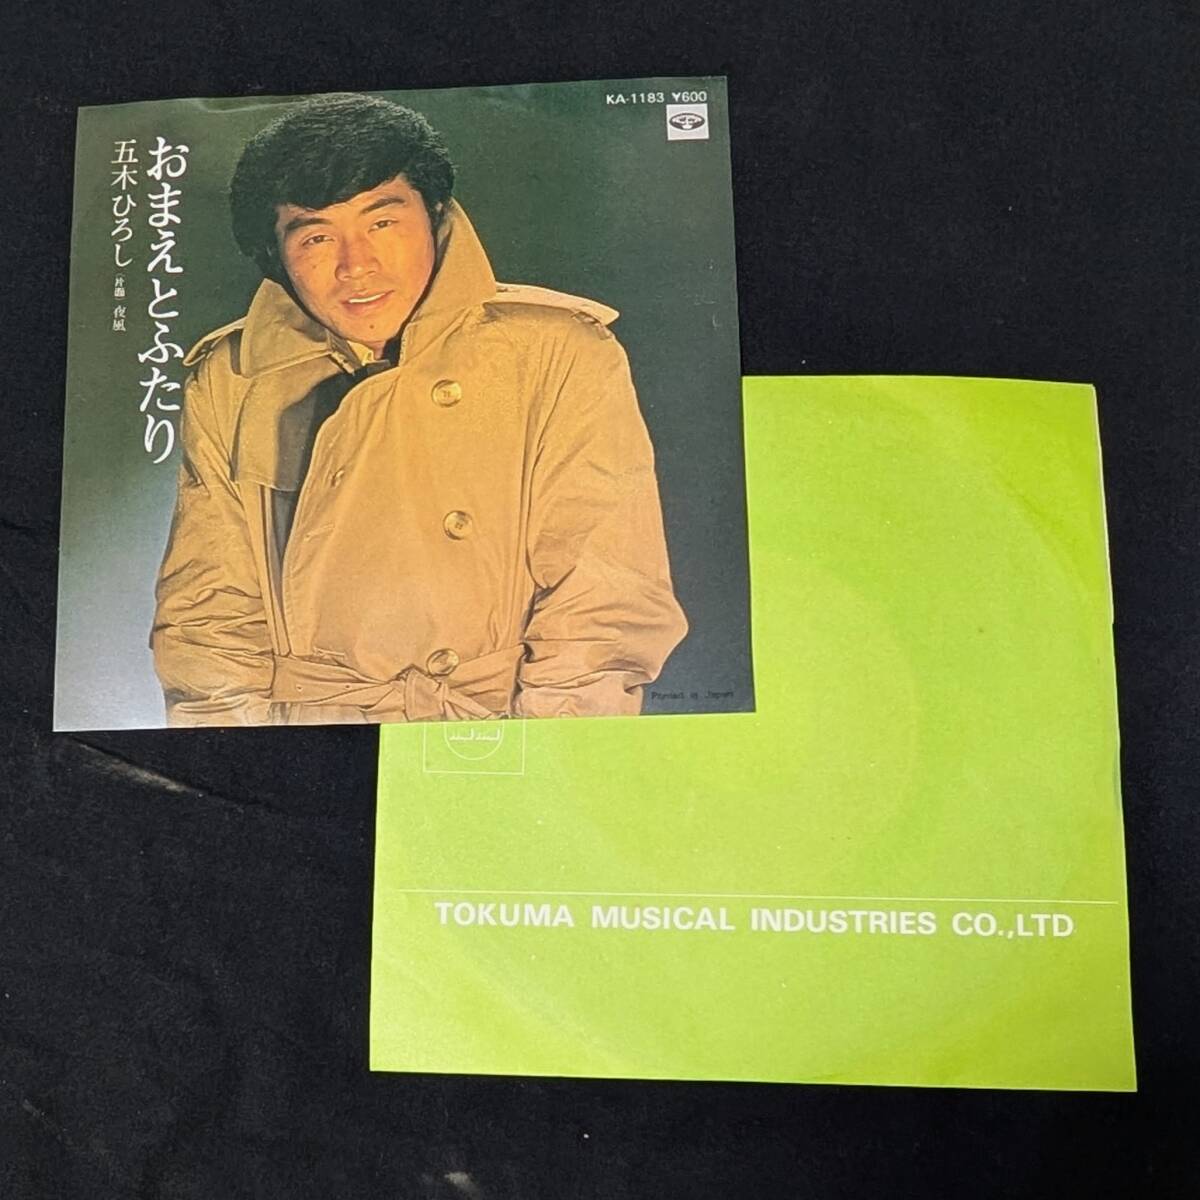 KA-1183 ¥600
おまえとふたり
五木ひろし
(片面) 夜風
Printed in Japan
TOKUMA MUSICAL INDUSTRIES CO.,LTD